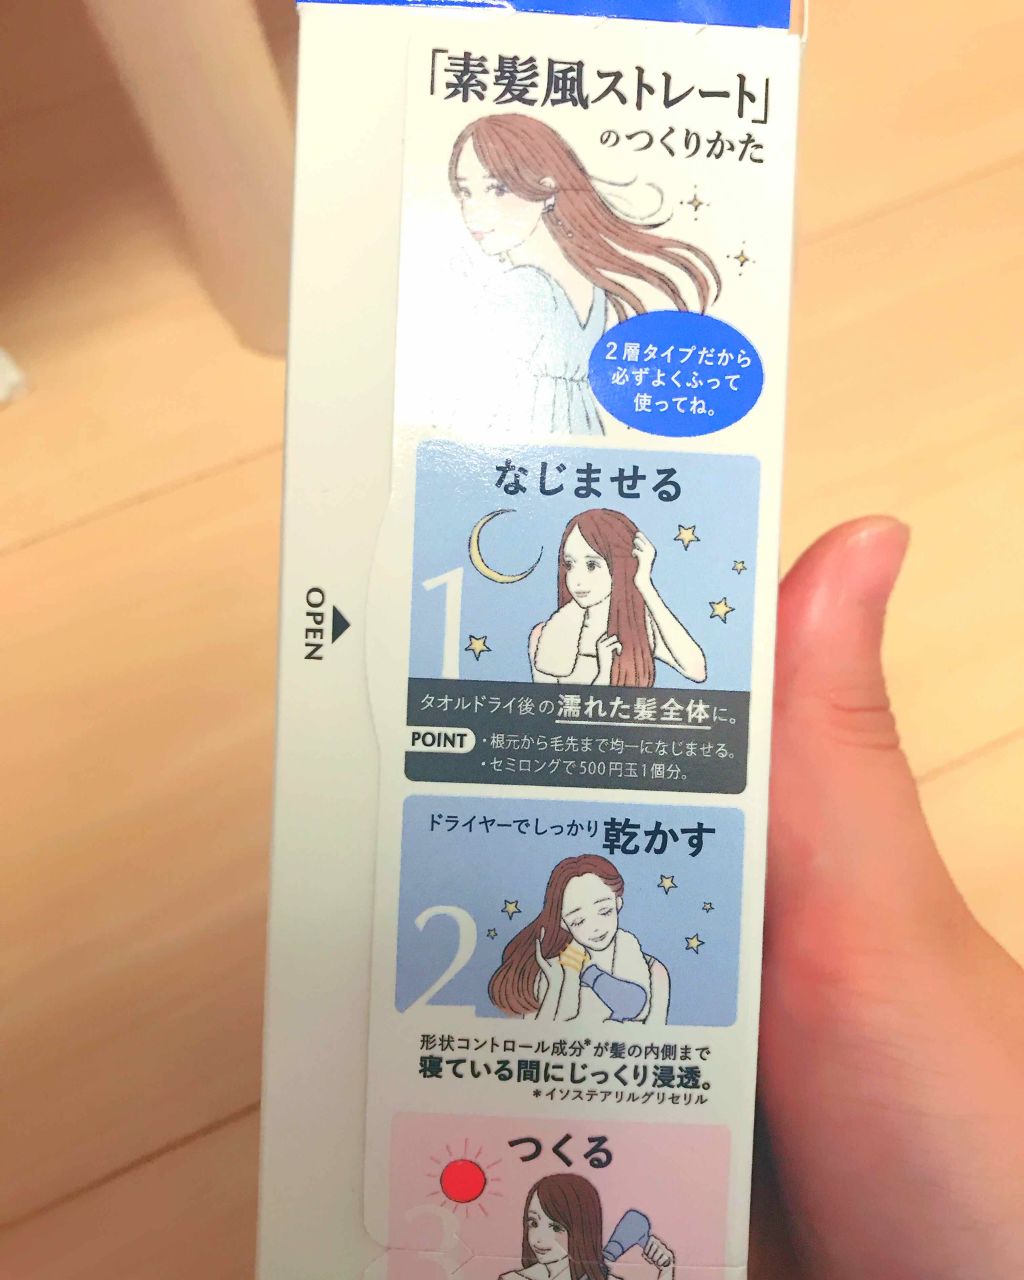 「素髪風ストレート」
のつくりかた
2層タイプだから
必ずよくふって
使ってね。
なじませる
1
タオルドライ後の濡れた髪全体に。
POINT ・根元から毛先まで均一になじませる。
・セミロングで500円玉1個分。
OPEN
ドライヤーでしっかり乾かす
2
形状コントロール成分*が髪の内側まで
寝ている間にじっくり浸透。
*イソステアリルグリセリル
つくる
3